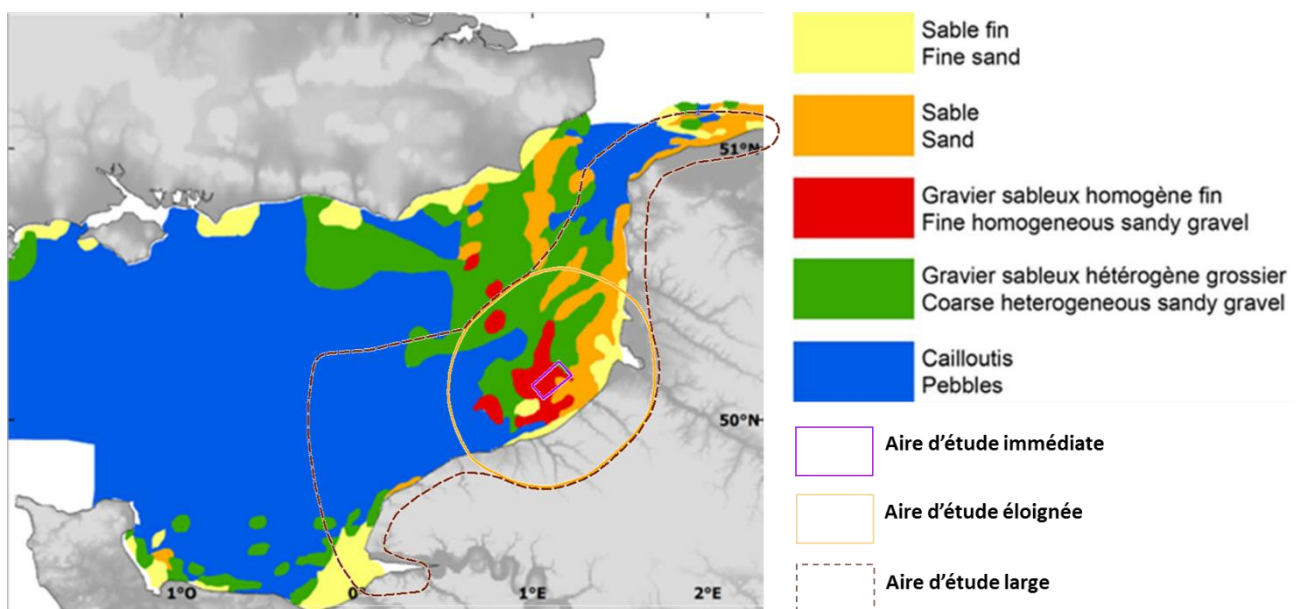 51°N
50°N
1°O
0°
1°E
2°E
Sable fin
Fine sand
Sable
Sand
Gravier sableux homogène fin
Fine homogeneous sandy gravel
Gravier sableux hétérogène grossier
Coarse heterogeneous sandy gravel
Cailloutis
Pebbles
Aire d'étude immédiate
Aire d'étude éloignée
Aire d'étude large